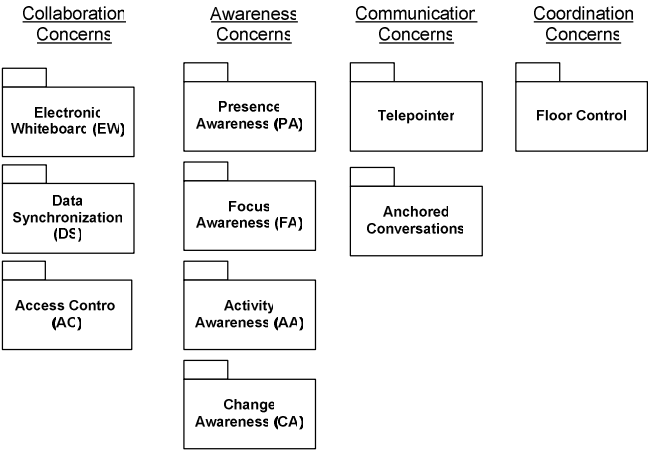 Collaboration
Concerns
Electronic
Whiteboard (EW)
Data
Synchronization
(DS)
Access Contro
(AC)
Awareness
Concerns
Presence
Awareness (PA)
Focus
Awareness (FA)
Activity
Awareness (AA)
Change
Awareness (CA)
Communication
Concerns
Telepointer
Anchored
Conversations
Coordination
Concerns
Floor Control